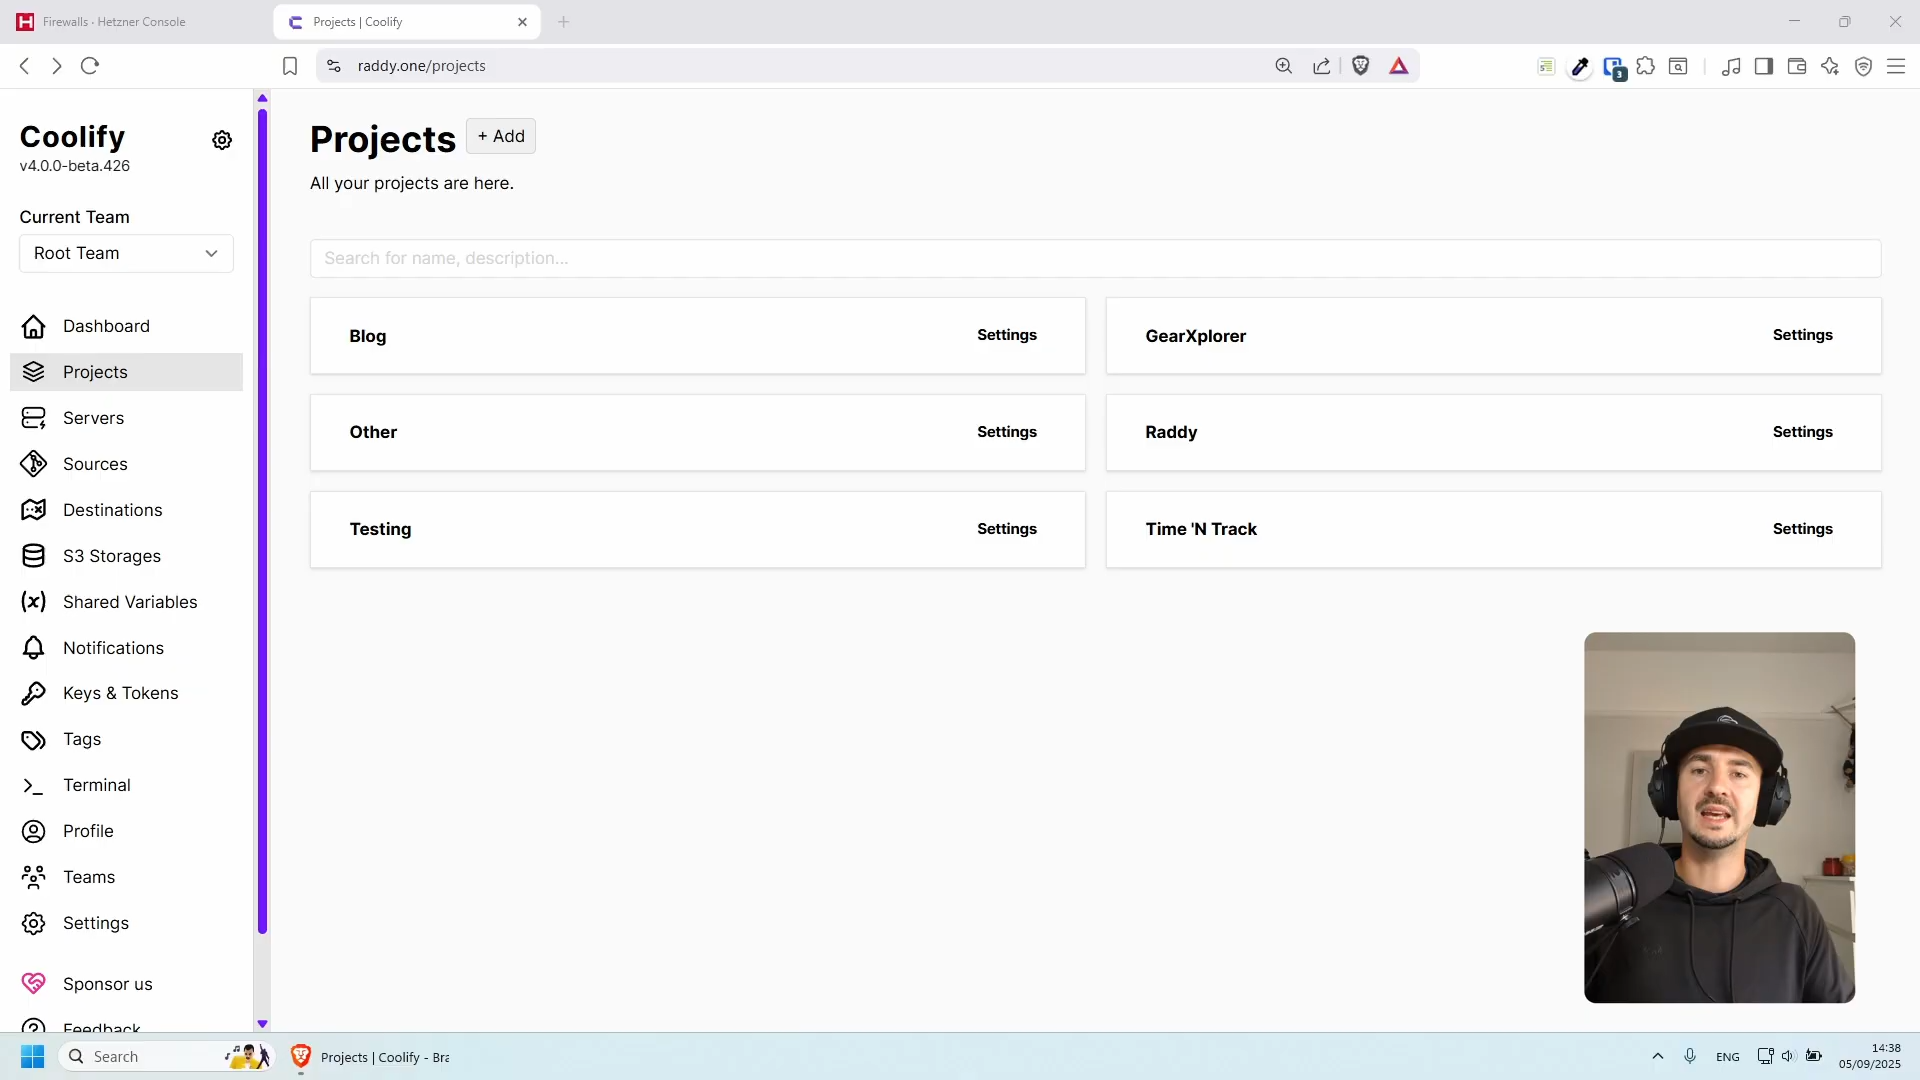 Firewalls · Hetzner Console
Projects | Coolify
raddy.one/projects
3
Coolify
v4.0.0-beta.426
Current Team
Root Team
Dashboard
Projects
Servers
Sources
Destinations
S3 Storages
Shared Variables
Notifications
Keys & Tokens
Tags
Terminal
Profile
Teams
Settings
Sponsor us
Feedback
Projects
+ Add
All your projects are here.
Search for name, description...
Blog
Settings
GearXplorer
Settings
Other
Settings
Raddy
Settings
Testing
Settings
Time 'N Track
Settings
Search
Projects | Coolify - Bra
ENG
14:38
05/09/2025